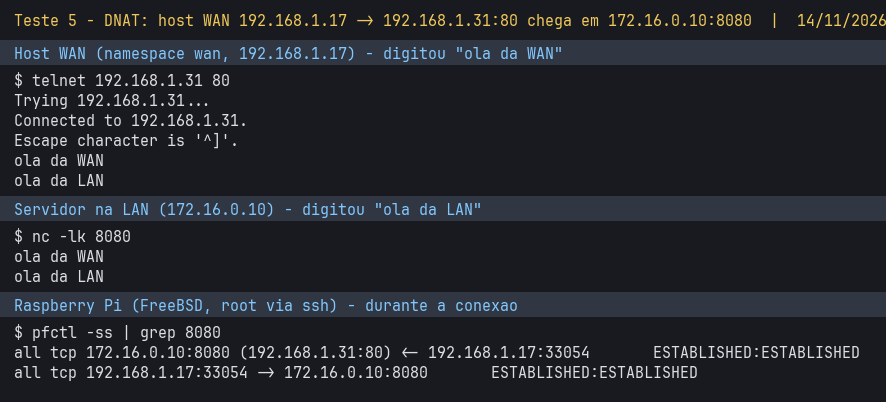 Teste 5 - DNAT: host WAN 192.168.1.17 -> 192.168.1.31:80 chega em 172.16.0.10:8080  |  14/11/2026
Host WAN (namespace wan, 192.168.1.17) - digitou "ola da WAN"
$ telnet 192.168.1.31 80
Trying 192.168.1.31...
Connected to 192.168.1.31.
Escape character is '^]'.
ola da WAN
ola da LAN
Servidor na LAN (172.16.0.10) - digitou "ola da LAN"
$ nc -lk 8080
ola da WAN
ola da LAN
Raspberry Pi (FreeBSD, root via ssh) - durante a conexao
$ pfctl -ss | grep 8080
all tcp 172.16.0.10:8080 (192.168.1.31:80) <- 192.168.1.17:33054       ESTABLISHED:ESTABLISHED
all tcp 192.168.1.17:33054 -> 172.16.0.10:8080       ESTABLISHED:ESTABLISHED